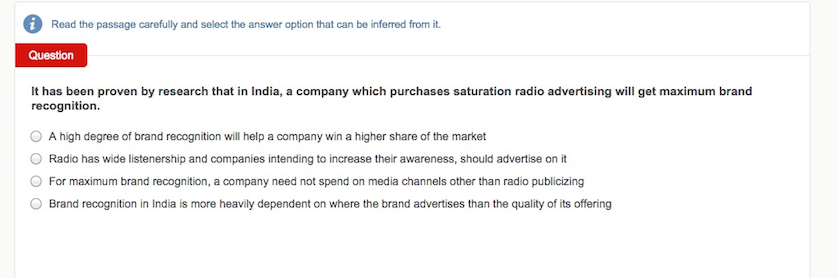 Read the passage carefully and select the answer option that can be inferred from it.
Question
It has been proven by research that in India, a company which purchases saturation radio advertising will get maximum brand
recognition.
A high degree of brand recognition will help a company win a higher share of the market
Radio has wide listenership and companies intending to increase their awareness, should advertise on it
For maximum brand recognition, a company need not spend on media channels other than radio publicizing
Brand recognition in India is more heavily dependent on where the brand advertises than the quality of its offering